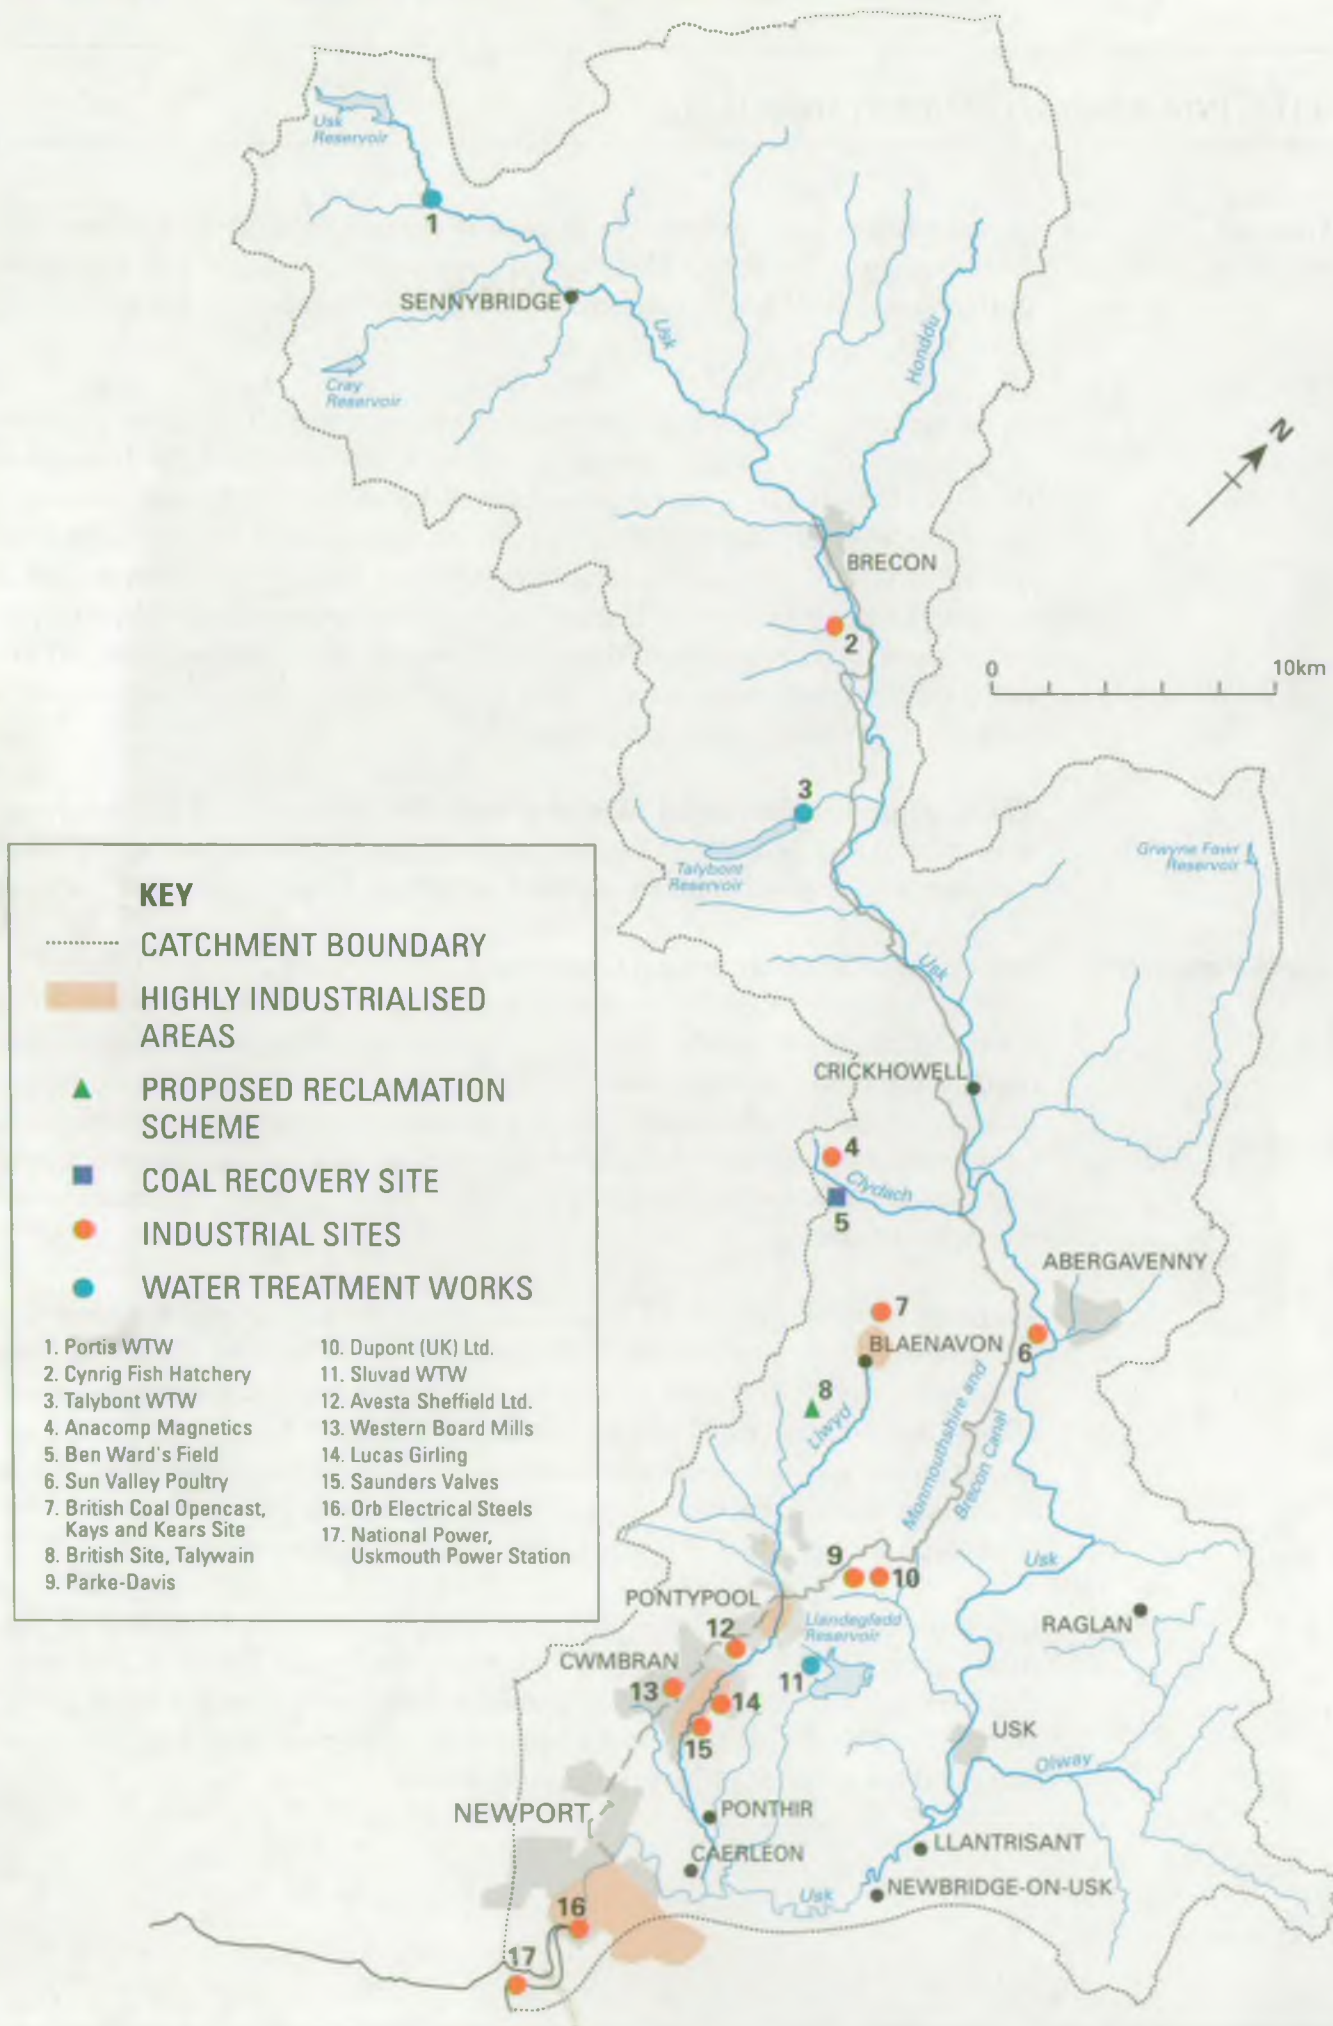 Usk
Reservoir
1
SENNYBRIDGE
Usk
Honddu
Cray
Reservoir
N
BRECON
2
0 10km
3
Talybont
Reservoir
Grwyne Fawr
Reservoir
Usk
CRICKHOWELL
4
Clydach
5
ABERGAVENNY
7
BLAENAVON
6
8
Llwyd
Monmouthshire and
Brecon Canal
9
10
Usk
PONTYPOOL
Llandegfedd
Reservoir
RAGLAN
12
CWMBRAN
11
13
14
15
USK
Olway
NEWPORT
PONTHIR
LLANTRISANT
CAERLEON
NEWBRIDGE-ON-USK
Usk
16
17
KEY
CATCHMENT BOUNDARY
HIGHLY INDUSTRIALISED
AREAS
PROPOSED RECLAMATION
SCHEME
COAL RECOVERY SITE
INDUSTRIAL SITES
WATER TREATMENT WORKS
1. Portis WTW
2. Cynrig Fish Hatchery
3. Talybont WTW
4. Anacomp Magnetics
5. Ben Ward's Field
6. Sun Valley Poultry
7. British Coal Opencast,
Kays and Kears Site
8. British Site, Talywain
9. Parke-Davis
10. Dupont (UK) Ltd.
11. Sluvad WTW
12. Avesta Sheffield Ltd.
13. Western Board Mills
14. Lucas Girling
15. Saunders Valves
16. Orb Electrical Steels
17. National Power,
Uskmouth Power Station